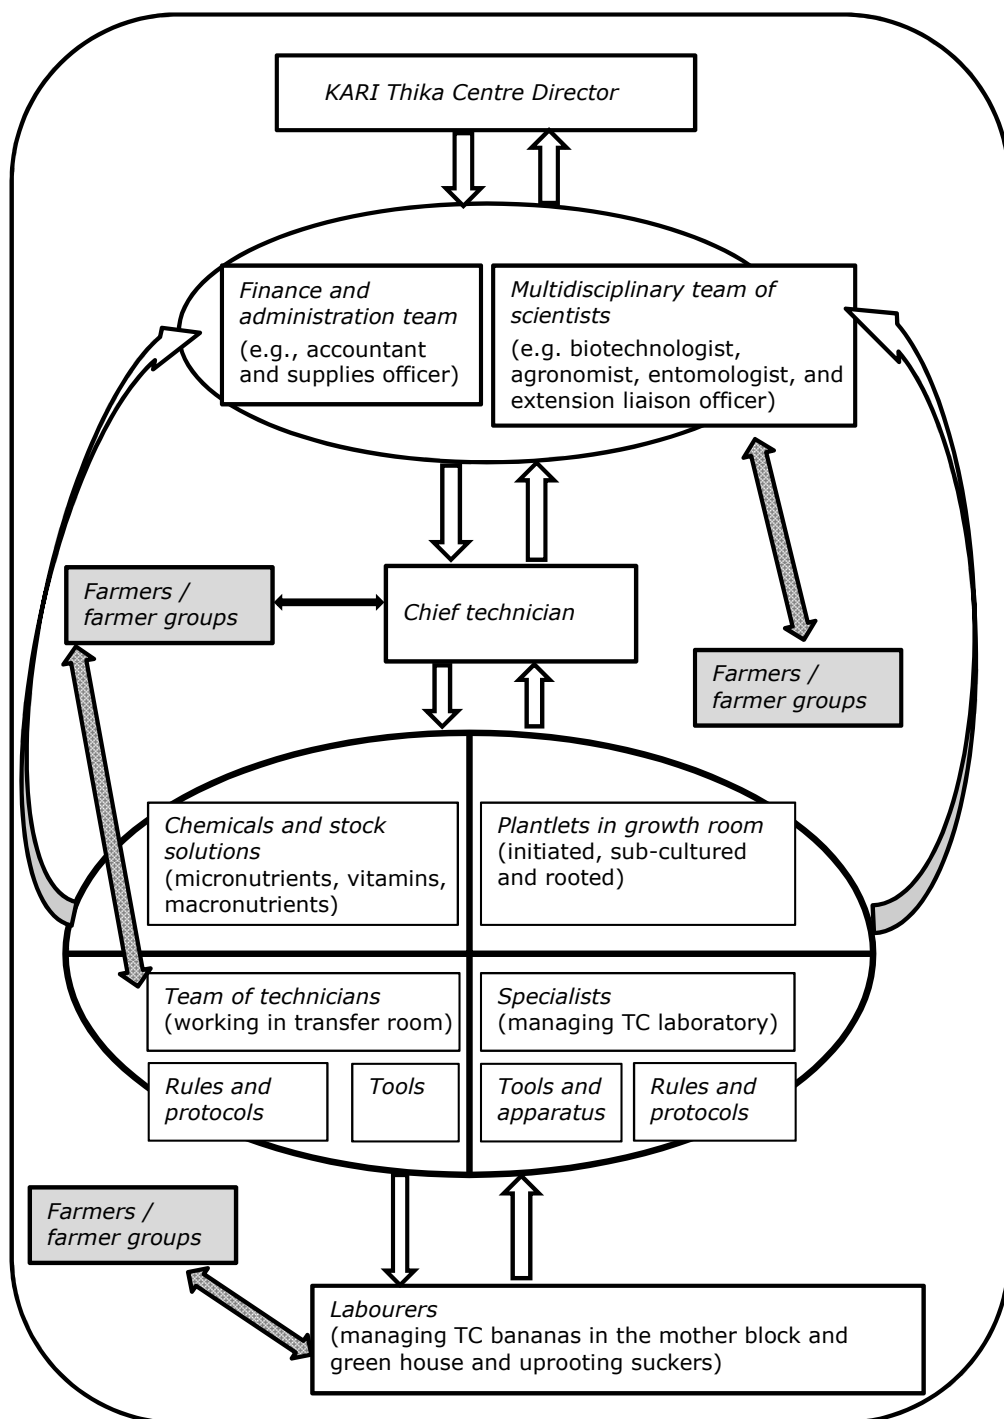 KARI Thika Centre Director
Finance and
administration team
(e.g., accountant
and supplies officer)
Multidisciplinary team of
scientists
(e.g. biotechnologist,
agronomist, entomologist, and
extension liaison officer)
Farmers /
farmer groups
Chief technician
Farmers /
farmer groups
Chemicals and stock
solutions
(micronutrients, vitamins,
macronutrients)
Plantlets in growth room
(initiated, sub-cultured
and rooted)
Team of technicians
(working in transfer room)
Specialists
(managing TC laboratory)
Rules and
protocols
Tools
Tools and
apparatus
Rules and
protocols
Farmers /
farmer groups
Labourers
(managing TC bananas in the mother block and
green house and uprooting suckers)